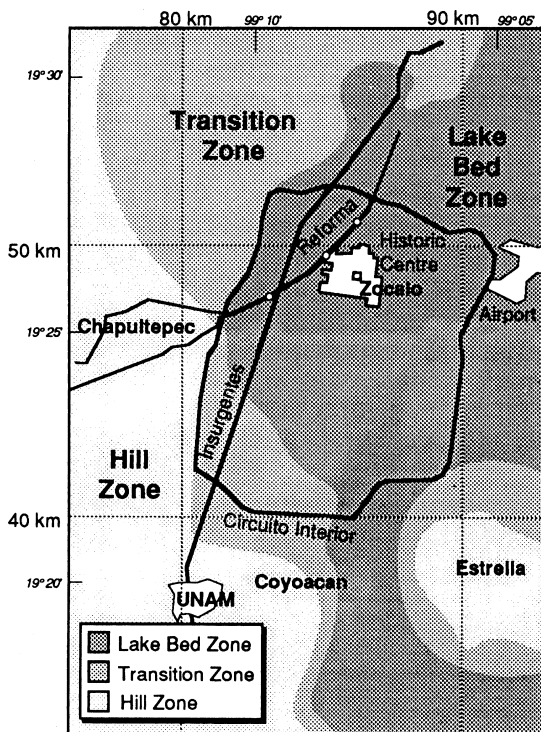 80 km
99° 10'
90 km
99° 05'
19° 30'
Transition
Zone
Lake
Bed
Zone
Reforma
50 km
Historic
Centre
Zocalo
Airport
19° 25'
Chapultepec
Insurgentes
Hill
Zone
40 km
Circuito Interior
19° 20'
Coyoacan
Estrella
UNAM
Lake Bed Zone
Transition Zone
Hill Zone